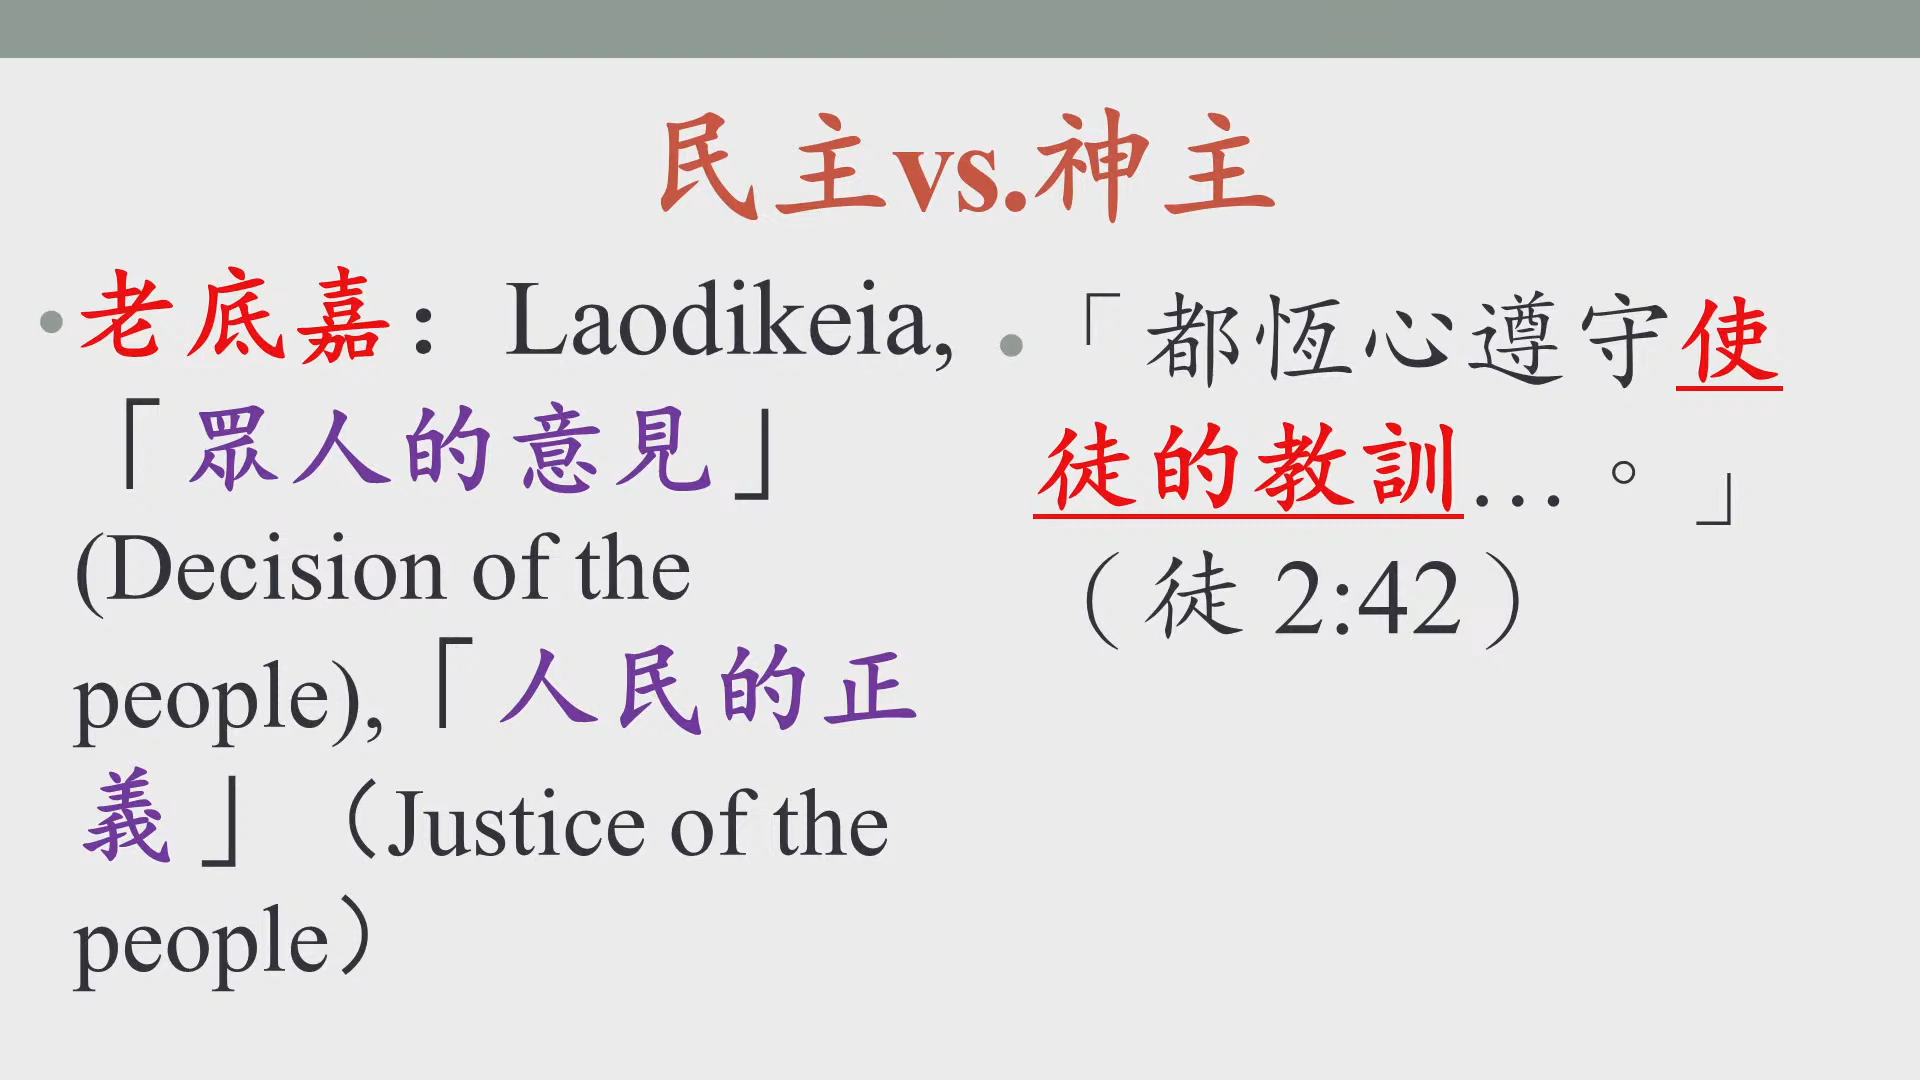 民主vs.神主
•老底嘉：Laodikeia,
「眾人的意見」
(Decision of the
people),「人民的正
義」（Justice of the
people）
•「都恆心遵守使
徒的教訓…。」
（徒 2:42）